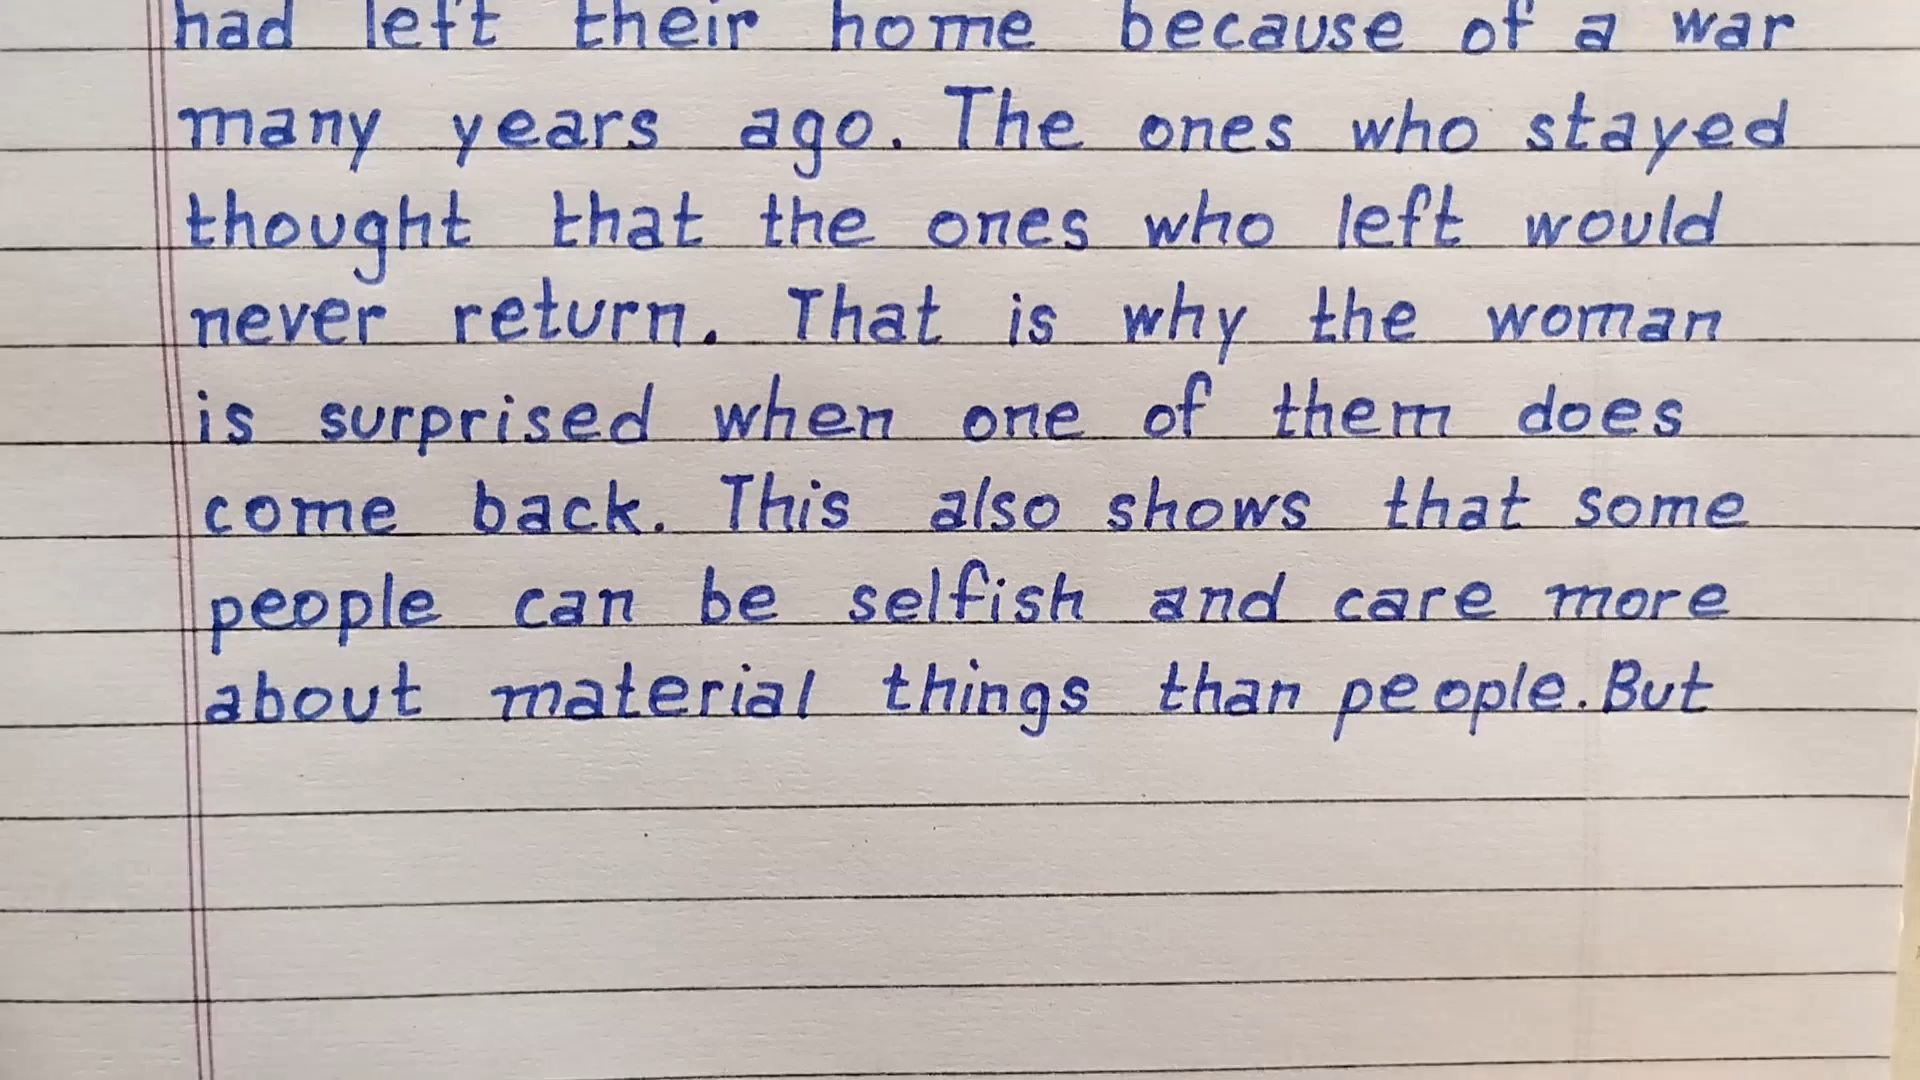 had left their home because of a war
many years ago. The ones who stayed
thought that the ones who left would
never return. That is why the woman
is surprised when one of them does
come back. This also shows that some
people can be selfish and care more
about material things than people. But